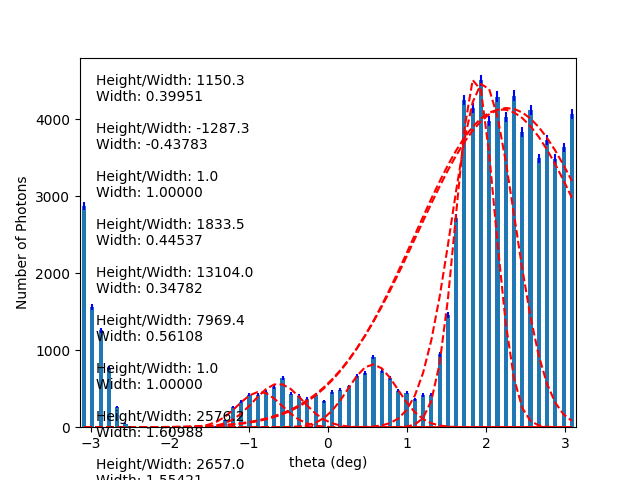 Height/Width: 1150.3
Width: 0.39951
Height/Width: -1287.3
Width: -0.43783
Height/Width: 1.0
Width: 1.00000
Height/Width: 1833.5
Width: 0.44537
Height/Width: 13104.0
Width: 0.34782
Height/Width: 7969.4
Width: 0.56108
Height/Width: 1.0
Width: 1.00000
Height/Width: 2576.2
Width: 1.60988
Height/Width: 2657.0
Width: 1.55421
4000
3000
2000
1000
0
Number of Photons
−3 −2 −1 0 1 2 3
theta (deg)